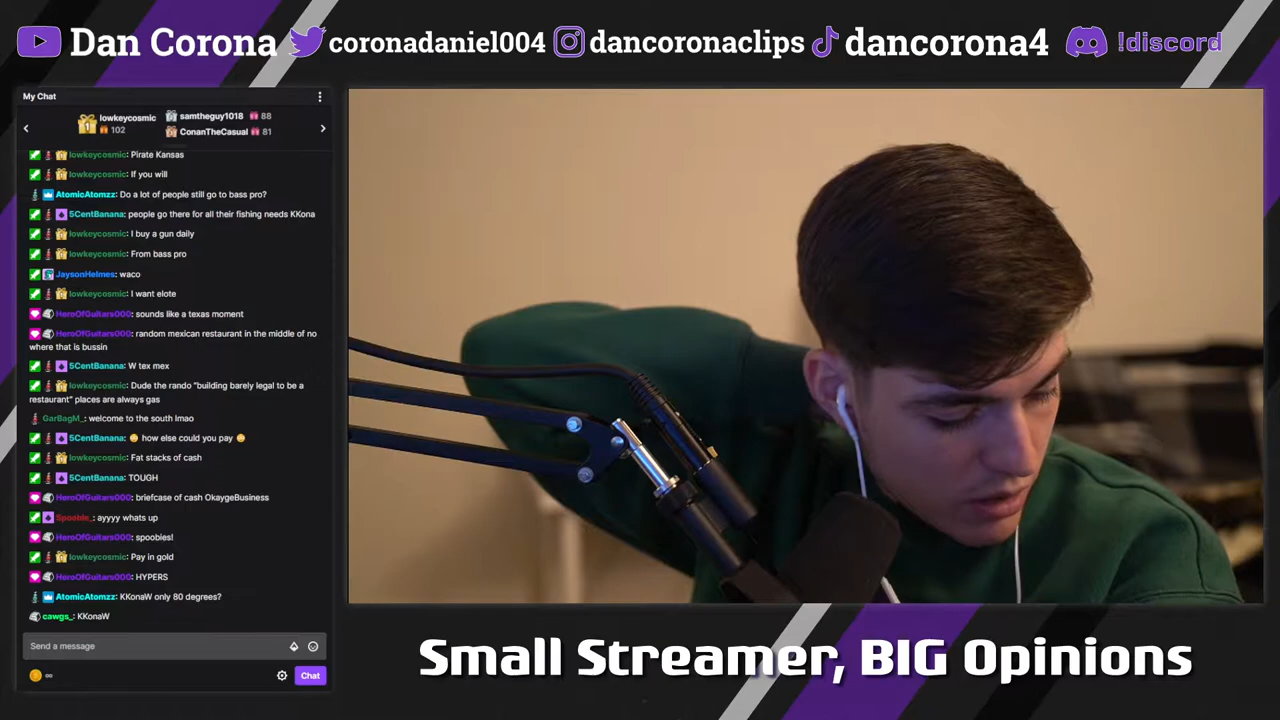 Dan Corona coronadaniel004 dancoronaclips dancorona4 !discord
My Chat
lowkeycosmic
102
samtheguy1018 88
ConanTheCasual 81
lowkeycosmic: Pirate Kansas
lowkeycosmic: If you will
AtomicAtomzz: Do a lot of people still go to bass pro?
5CentBanana: people go there for all their fishing needs KKona
lowkeycosmic: I buy a gun daily
lowkeycosmic: From bass pro
JaysonHelmes: waco
lowkeycosmic: I want elote
HeroOfGuitars000: sounds like a texas moment
HeroOfGuitars000: random mexican restaurant in the middle of no
where that is bussin
5CentBanana: W tex mex
lowkeycosmic: Dude the rando "building barely legal to be a
restaurant" places are always gas
GarBagM_: welcome to the south lmao
5CentBanana: 😳 how else could you pay 😳
lowkeycosmic: Fat stacks of cash
5CentBanana: TOUGH
HeroOfGuitars000: briefcase of cash OkaygeBusiness
Spoobie_: ayyyy whats up
HeroOfGuitars000: spoobies!
lowkeycosmic: Pay in gold
HeroOfGuitars000: HYPERS
AtomicAtomzz: KKonaW only 80 degrees?
cawgs_: KKonaW
Send a message
∞
Chat
Small Streamer, BIG Opinions